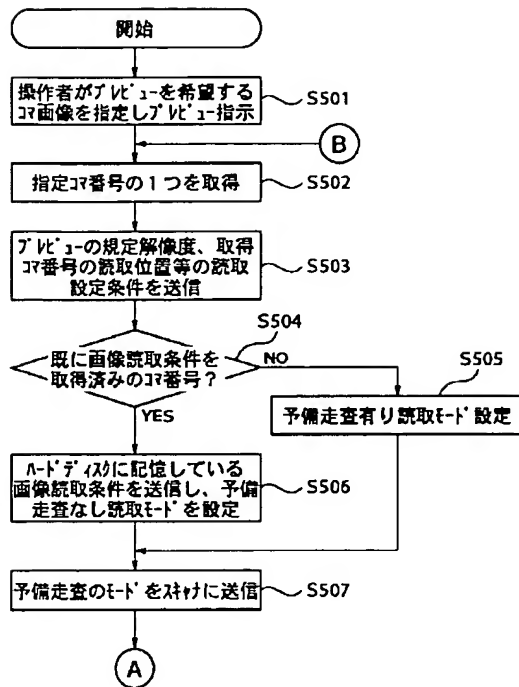 開始
操作者がﾌﾟﾚﾋﾞｭｰを希望する
ｺﾏ画像を指定しﾌﾟﾚﾋﾞｭｰ指示
S501
B
指定ｺﾏ番号の1つを取得
S502
ﾌﾟﾚﾋﾞｭｰの規定解像度、取得
ｺﾏ番号の読取位置等の読取
設定条件を送信
S503
S504
既に画像読取条件を
取得済みのｺﾏ番号?
NO
YES
S505
予備走査有り読取ﾓｰﾄﾞ設定
ﾊｰﾄﾞﾃﾞｨｽｸに記憶している
画像読取条件を送信し、予備
走査なし読取ﾓｰﾄﾞを設定
S506
予備走査のﾓｰﾄﾞをｽｷｬﾅに送信
S507
A